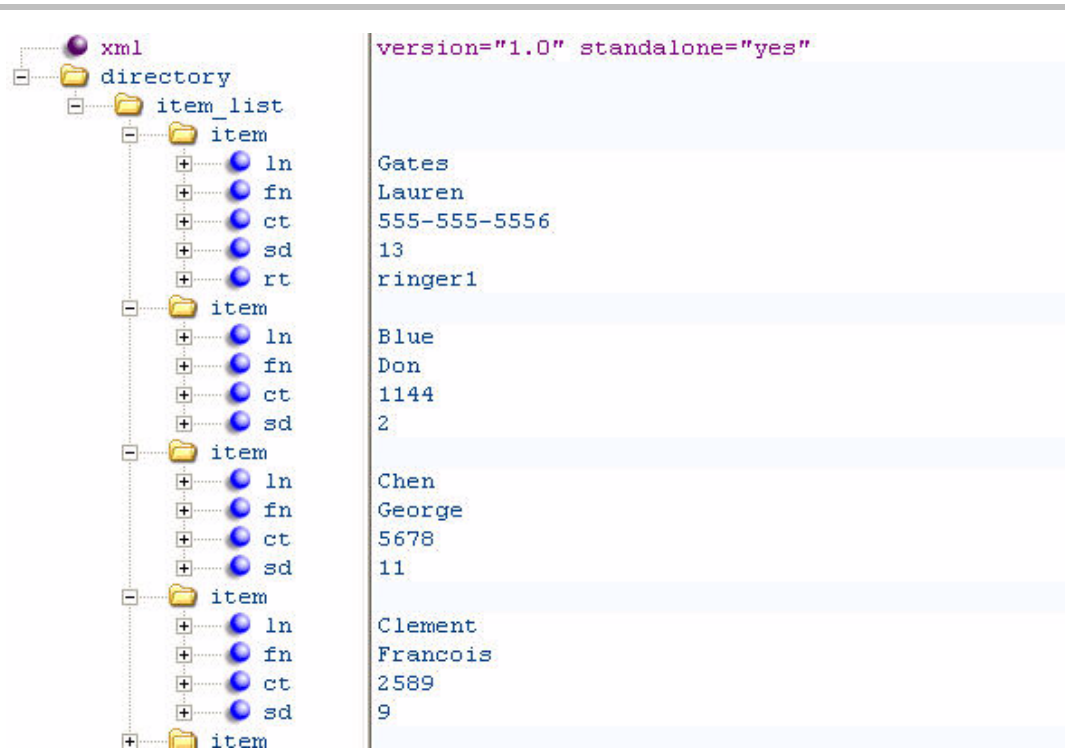 xml version="1.0" standalone="yes"
directory
item_list
item
ln Gates
fn Lauren
ct 555-555-5556
sd 13
rt ringer1
item
ln Blue
fn Don
ct 1144
sd 2
item
ln Chen
fn George
ct 5678
sd 11
item
ln Clement
fn Francois
ct 2589
sd 9
item